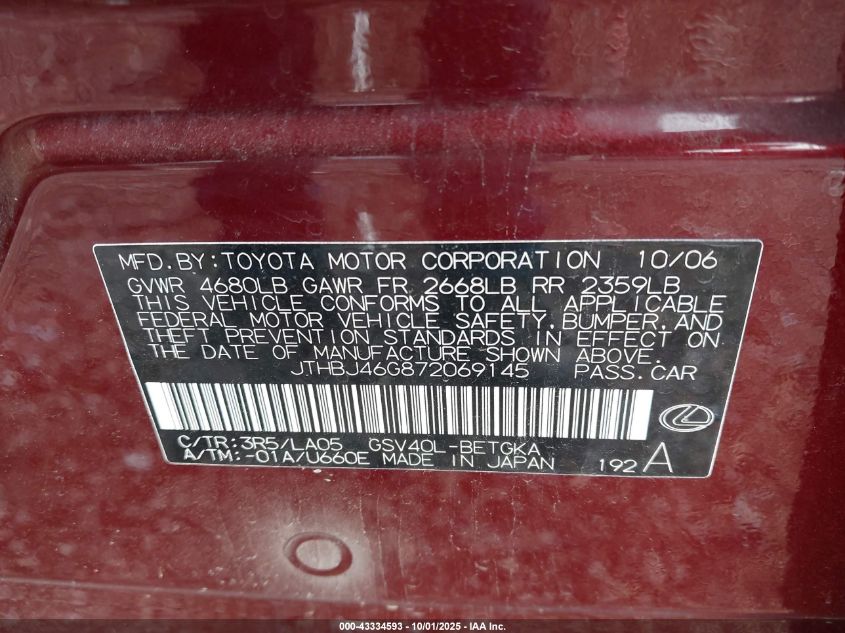 MFD.BY:TOYOTA MOTOR CORPORATION 10/06
GVWR 4680LB GAWR FR 2668LB RR 2359LB
THIS VEHICLE CONFORMS TO ALL APPLICABLE
FEDERAL MOTOR VEHICLE SAFETY,BUMPER,AND
THEFT PREVENTION STANDARDS IN EFFECT ON
THE DATE OF MANUFACTURE SHOWN ABOVE.
JTHBJ46G872069145 PASS.CAR
C/TR:3R5/LA05 GSV40L-BETGKA
A/TM:-01A/U660E MADE IN JAPAN 192 A
000-43334593 - 10/01/2025 - IAA Inc.